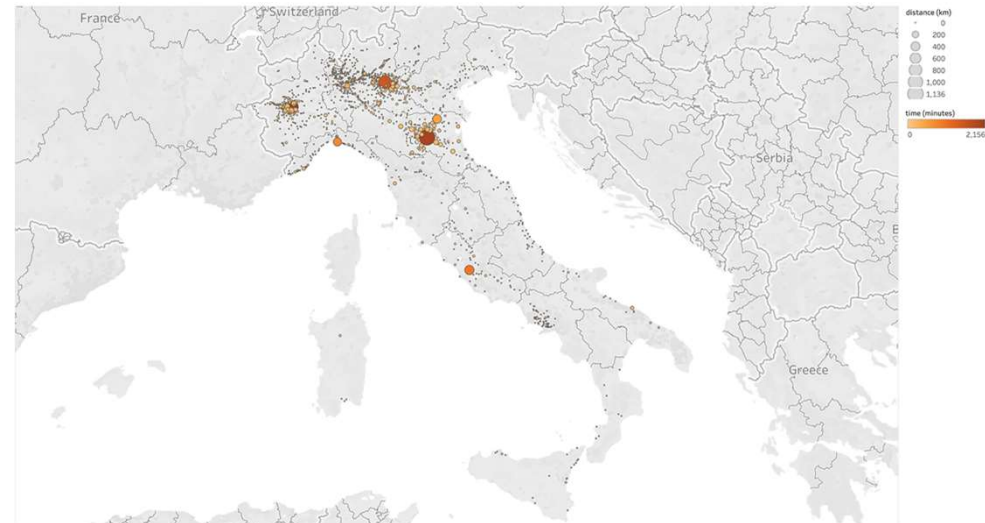 France
Switzerland
Serbia
Greece
distance (km)
0
200
400
600
800
1,000
1,136
time (minutes)
0 2,156